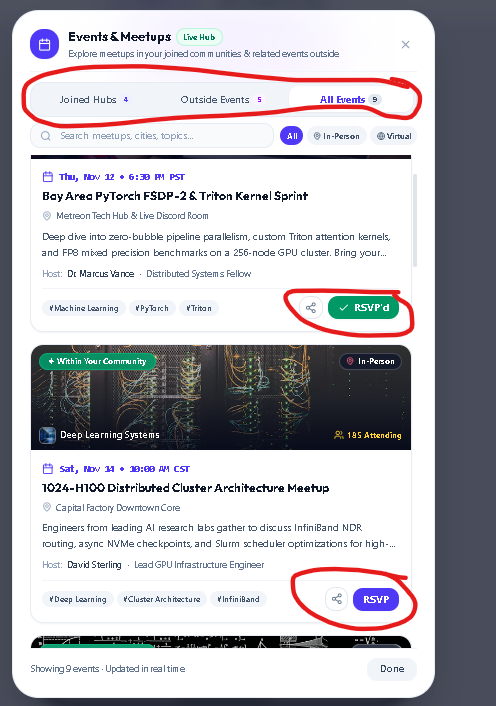 Events & Meetups Live Hub
Explore meetups in your joined communities & related events outside
Joined Hubs 4 Outside Events 5 All Events 9
Search meetups, cities, topics... All In-Person Virtual
Thu, Nov 12 • 6:30 PM PST
Bay Area PyTorch FSDP-2 & Triton Kernel Sprint
Metreon Tech Hub & Live Discord Room
Deep dive into zero-bubble pipeline parallelism, custom Triton attention kernels,
and FP8 mixed precision benchmarks on a 256-node GPU cluster. Bring your...
Host: Dr. Marcus Vance · Distributed Systems Fellow
#Machine Learning #PyTorch #Triton RSVP'd
Within Your Community In-Person
Deep Learning Systems 185 Attending
Sat, Nov 14 • 10:00 AM CST
1024-H100 Distributed Cluster Architecture Meetup
Capital Factory Downtown Core
Engineers from leading AI research labs gather to discuss InfiniBand NDR
routing, async NVMe checkpoints, and Slurm scheduler optimizations for high-...
Host: David Sterling · Lead GPU Infrastructure Engineer
#Deep Learning #Cluster Architecture #InfiniBand RSVP
Showing 9 events · Updated in real time Done